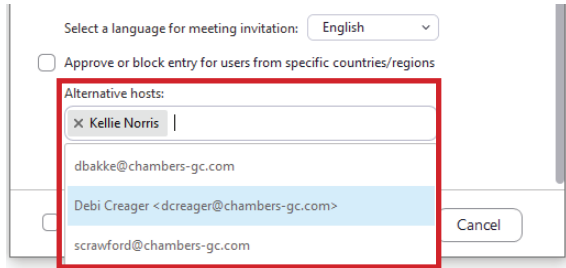 Select a language for meeting invitation: English
Approve or block entry for users from specific countries/regions
Alternative hosts:
× Kellie Norris
dbakke@chambers-gc.com
Debi Creager <dcreager@chambers-gc.com>
Cancel
scrawford@chambers-gc.com